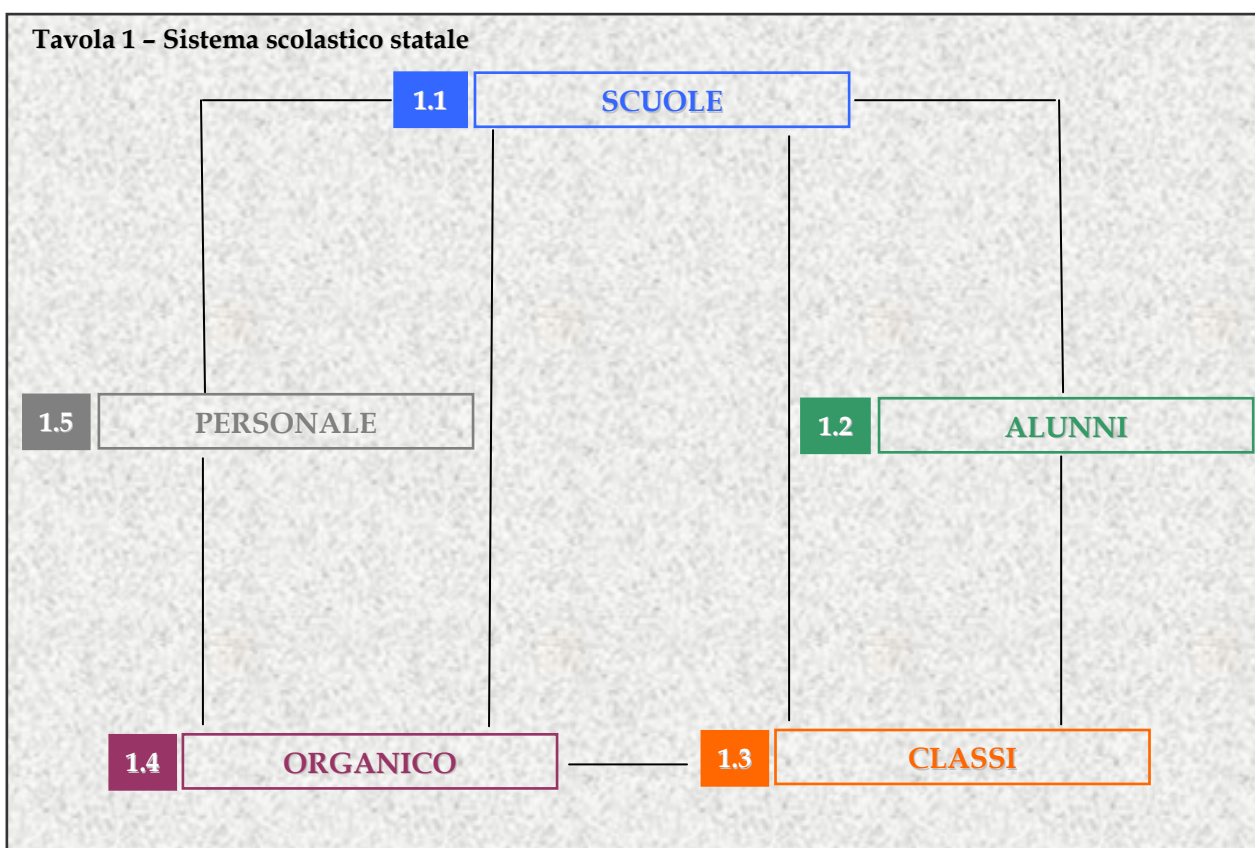 Tavola 1 – Sistema scolastico statale
1.1 SCUOLE
1.5 PERSONALE
1.2 ALUNNI
1.4 ORGANICO
1.3 CLASSI